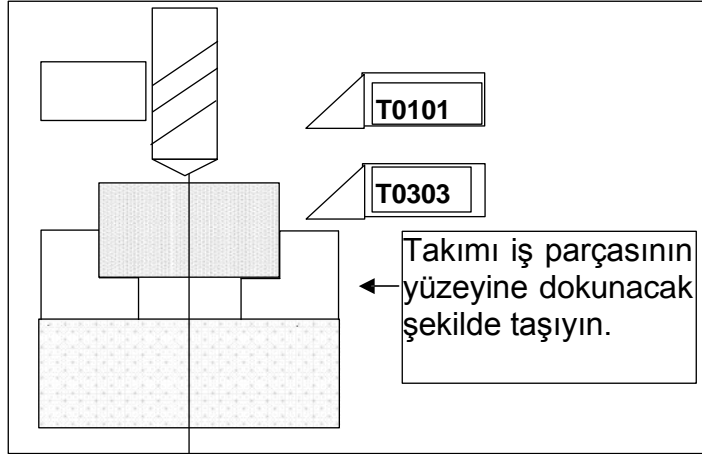 T0101
T0303
Takımı iş parçasının
yüzeyine dokunacak
şekilde taşıyın.